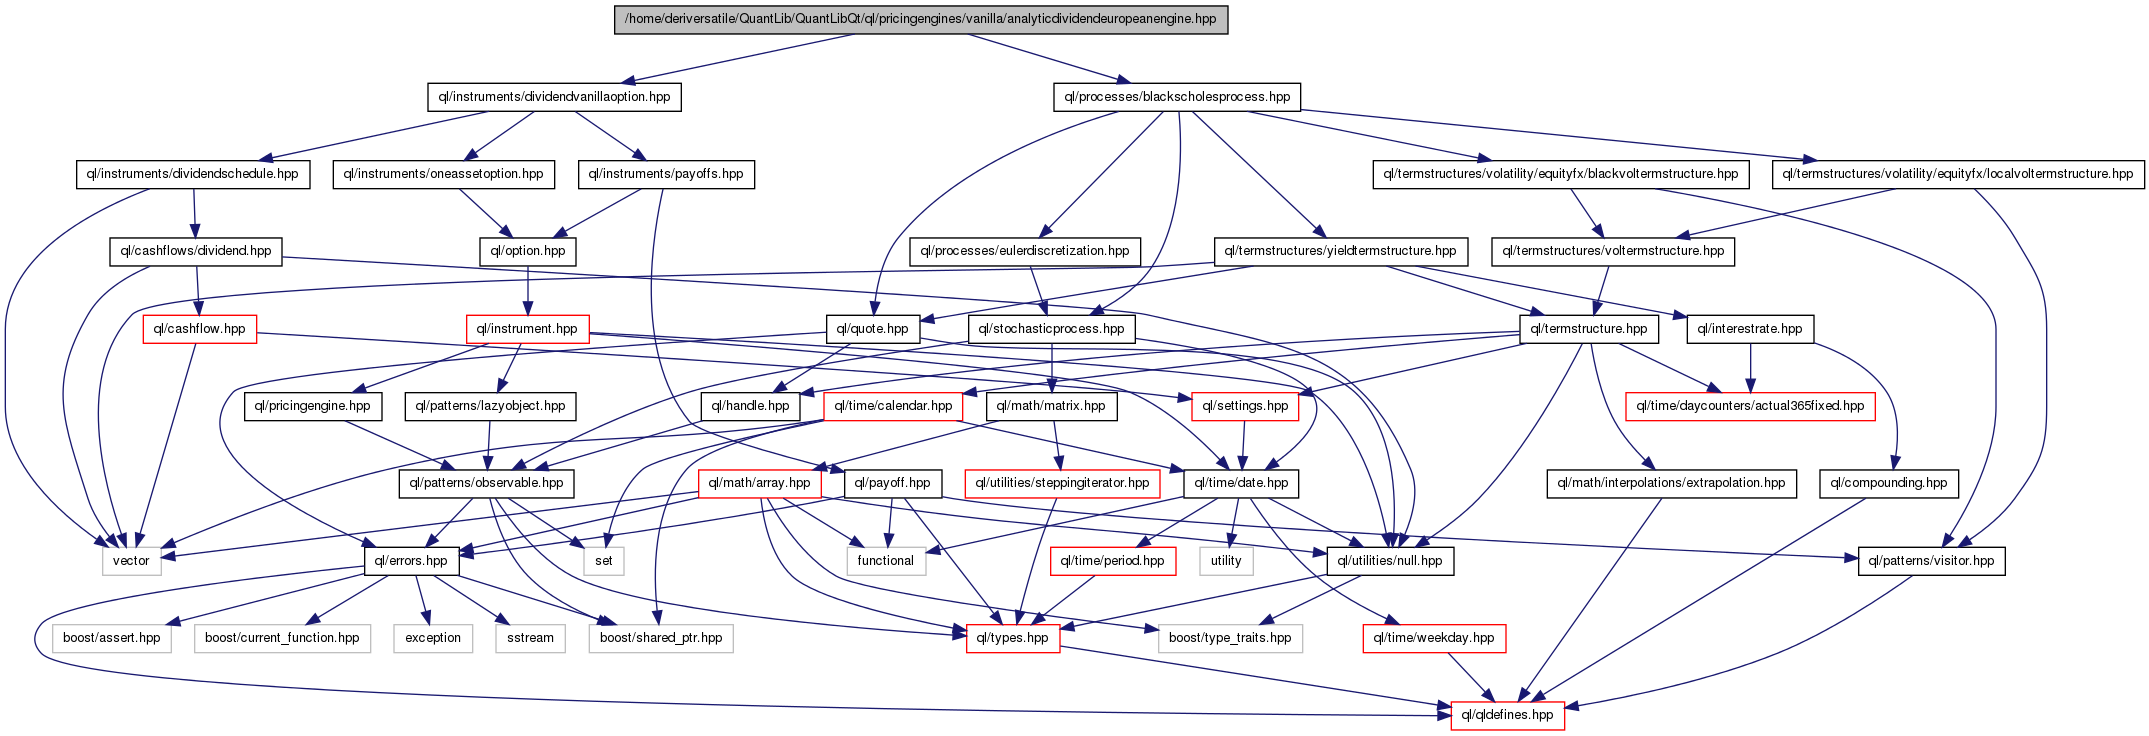 /home/deriversatile/QuantLib/QuantLibQt/ql/pricingengines/vanilla/analyticdividendeuropeanengine.hpp
ql/instruments/dividendvanillaoption.hpp
ql/processes/blackscholesprocess.hpp
ql/instruments/dividendschedule.hpp
ql/instruments/oneassetoption.hpp
ql/instruments/payoffs.hpp
ql/termstructures/volatility/equityfx/blackvoltermstructure.hpp
ql/termstructures/volatility/equityfx/localvoltermstructure.hpp
ql/cashflows/dividend.hpp
ql/option.hpp
ql/processes/eulerdiscretization.hpp
ql/termstructures/yieldtermstructure.hpp
ql/termstructures/voltermstructure.hpp
ql/cashflow.hpp
ql/instrument.hpp
ql/quote.hpp
ql/stochasticprocess.hpp
ql/termstructure.hpp
ql/interestrate.hpp
ql/pricingengine.hpp
ql/patterns/lazyobject.hpp
ql/handle.hpp
ql/time/calendar.hpp
ql/math/matrix.hpp
ql/settings.hpp
ql/time/daycounters/actual365fixed.hpp
ql/patterns/observable.hpp
ql/math/array.hpp
ql/payoff.hpp
ql/utilities/steppingiterator.hpp
ql/time/date.hpp
ql/math/interpolations/extrapolation.hpp
ql/compounding.hpp
vector
ql/errors.hpp
set
functional
ql/time/period.hpp
utility
ql/utilities/null.hpp
ql/patterns/visitor.hpp
boost/assert.hpp
boost/current_function.hpp
exception
sstream
boost/shared_ptr.hpp
ql/types.hpp
boost/type_traits.hpp
ql/time/weekday.hpp
ql/qldefines.hpp